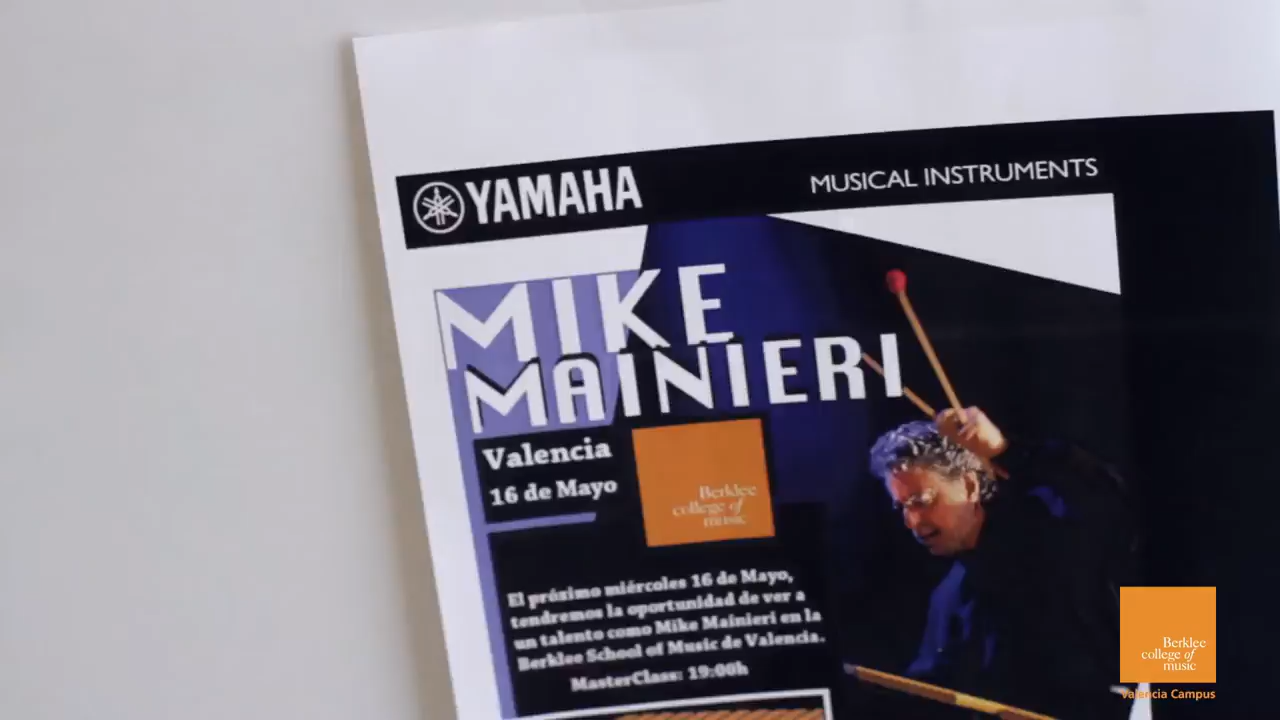 YAMAHA
MUSICAL INSTRUMENTS
MIKE
MAINIERI
Valencia
16 de Mayo
Berklee
college of
music
El próximo miércoles 16 de Mayo,
tendremos la oportunidad de ver a
un talento como Mike Mainieri en la
Berklee School of Music de Valencia.
MasterClass: 19:00h
Berklee
college of
music
Valencia Campus